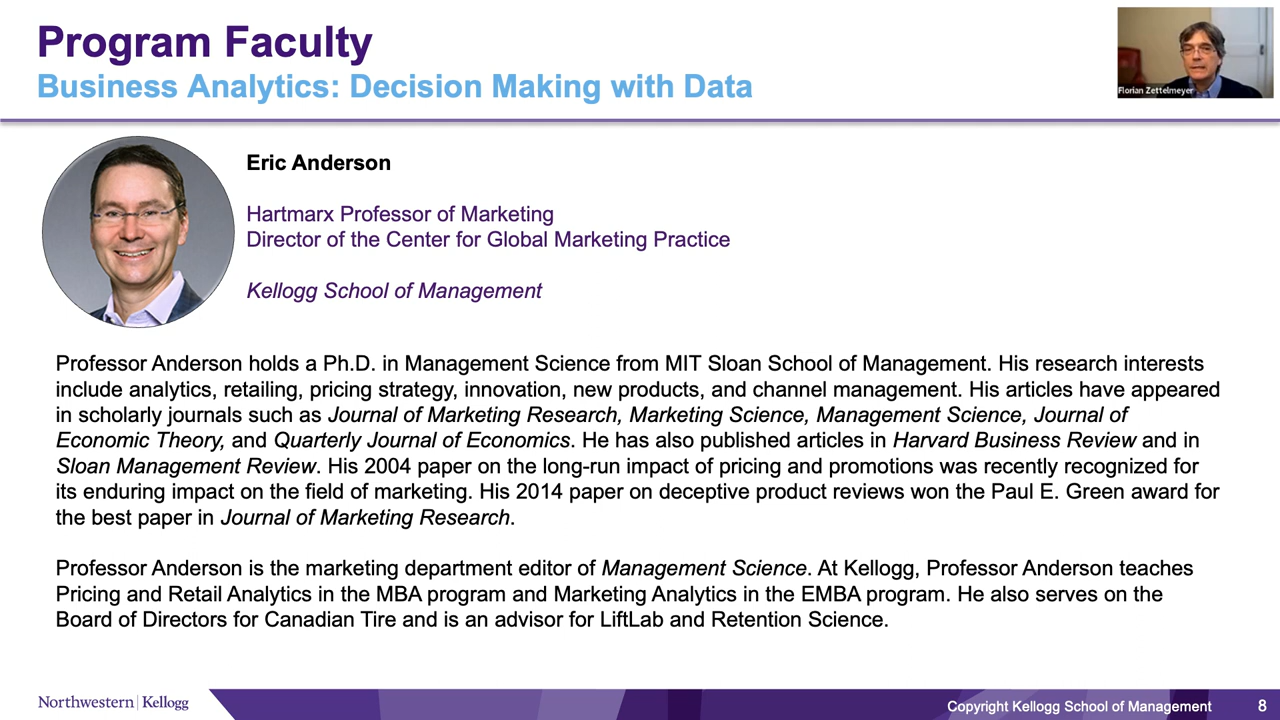 Program Faculty
Business Analytics: Decision Making with Data
Florian Zettelmeyer
Eric Anderson
Hartmarx Professor of Marketing
Director of the Center for Global Marketing Practice
Kellogg School of Management
Professor Anderson holds a Ph.D. in Management Science from MIT Sloan School of Management. His research interests
include analytics, retailing, pricing strategy, innovation, new products, and channel management. His articles have appeared
in scholarly journals such as Journal of Marketing Research, Marketing Science, Management Science, Journal of
Economic Theory, and Quarterly Journal of Economics. He has also published articles in Harvard Business Review and in
Sloan Management Review. His 2004 paper on the long-run impact of pricing and promotions was recently recognized for
its enduring impact on the field of marketing. His 2014 paper on deceptive product reviews won the Paul E. Green award for
the best paper in Journal of Marketing Research.
Professor Anderson is the marketing department editor of Management Science. At Kellogg, Professor Anderson teaches
Pricing and Retail Analytics in the MBA program and Marketing Analytics in the EMBA program. He also serves on the
Board of Directors for Canadian Tire and is an advisor for LiftLab and Retention Science.
Northwestern | Kellogg
Copyright Kellogg School of Management 8